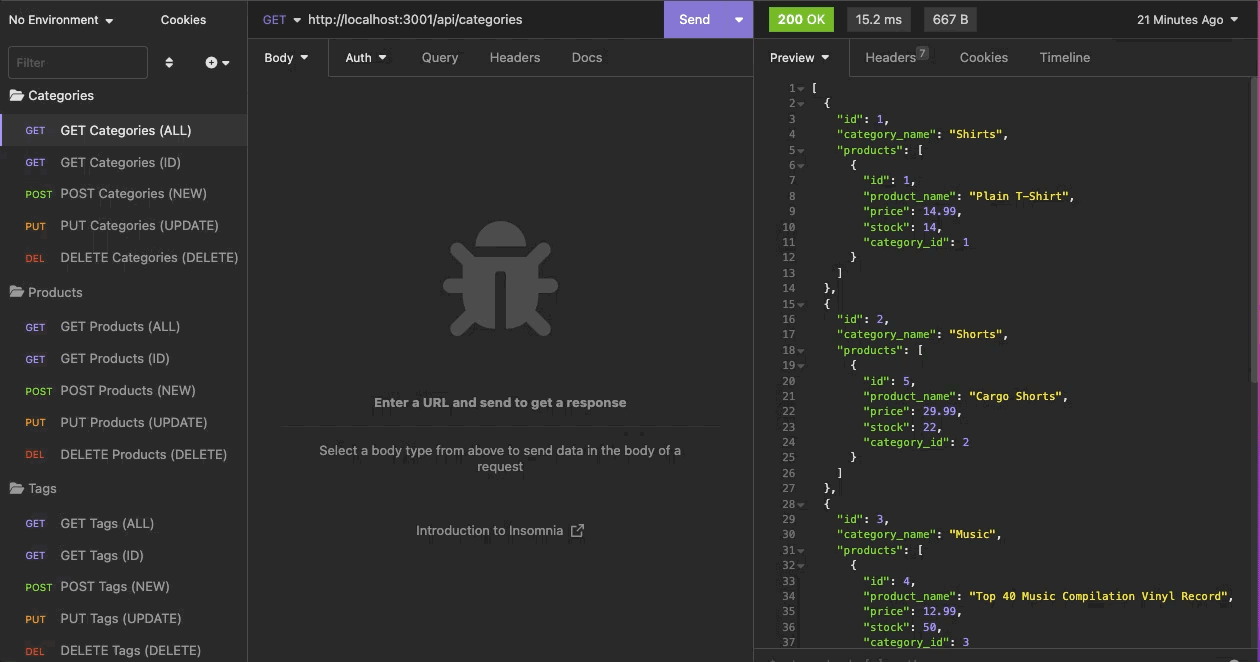 No Environment
Cookies
Filter
Categories
GET GET Categories (ALL)
GET GET Categories (ID)
POST POST Categories (NEW)
PUT PUT Categories (UPDATE)
DEL DELETE Categories (DELETE)
Products
GET GET Products (ALL)
GET GET Products (ID)
POST POST Products (NEW)
PUT PUT Products (UPDATE)
DEL DELETE Products (DELETE)
Tags
GET GET Tags (ALL)
GET GET Tags (ID)
POST POST Tags (NEW)
PUT PUT Tags (UPDATE)
DEL DELETE Tags (DELETE)
GET http://localhost:3001/api/categories
Send
Body Auth Query Headers Docs
Enter a URL and send to get a response
Select a body type from above to send data in the body of a
request
Introduction to Insomnia
200 OK 15.2 ms 667 B 21 Minutes Ago
Preview Headers 7 Cookies Timeline
1 [
2 {
3 "id": 1,
4 "category_name": "Shirts",
5 "products": [
6 {
7 "id": 1,
8 "product_name": "Plain T-Shirt",
9 "price": 14.99,
10 "stock": 14,
11 "category_id": 1
12 }
13 ]
14 },
15 {
16 "id": 2,
17 "category_name": "Shorts",
18 "products": [
19 {
20 "id": 5,
21 "product_name": "Cargo Shorts",
22 "price": 29.99,
23 "stock": 22,
24 "category_id": 2
25 }
26 ]
27 },
28 {
29 "id": 3,
30 "category_name": "Music",
31 "products": [
32 {
33 "id": 4,
34 "product_name": "Top 40 Music Compilation Vinyl Record",
35 "price": 12.99,
36 "stock": 50,
37 "category_id": 3